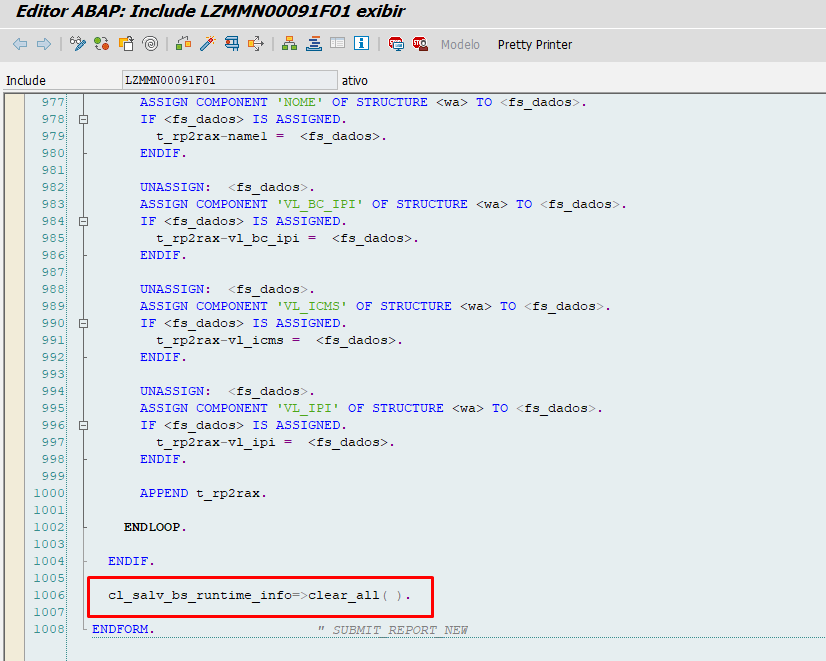 Editor ABAP: Include LZMMN00091F01 exibir
Modelo Pretty Printer
Include LZMMN00091F01 ativo
977 ASSIGN COMPONENT 'NOME' OF STRUCTURE <wa> TO <fs_dados>.
978 IF <fs_dados> IS ASSIGNED.
979 t_rp2rax-name1 = <fs_dados>.
980 ENDIF.
981
982 UNASSIGN: <fs_dados>.
983 ASSIGN COMPONENT 'VL_BC_IPI' OF STRUCTURE <wa> TO <fs_dados>.
984 IF <fs_dados> IS ASSIGNED.
985 t_rp2rax-vl_bc_ipi = <fs_dados>.
986 ENDIF.
987
988 UNASSIGN: <fs_dados>.
989 ASSIGN COMPONENT 'VL_ICMS' OF STRUCTURE <wa> TO <fs_dados>.
990 IF <fs_dados> IS ASSIGNED.
991 t_rp2rax-vl_icms = <fs_dados>.
992 ENDIF.
993
994 UNASSIGN: <fs_dados>.
995 ASSIGN COMPONENT 'VL_IPI' OF STRUCTURE <wa> TO <fs_dados>.
996 IF <fs_dados> IS ASSIGNED.
997 t_rp2rax-vl_ipi = <fs_dados>.
998 ENDIF.
999
1000 APPEND t_rp2rax.
1001
1002 ENDLOOP.
1003
1004 ENDIF.
1005
1006 cl_salv_bs_runtime_info=>clear_all( ).
1007
1008 ENDFORM. " SUBMIT_REPORT_NEW